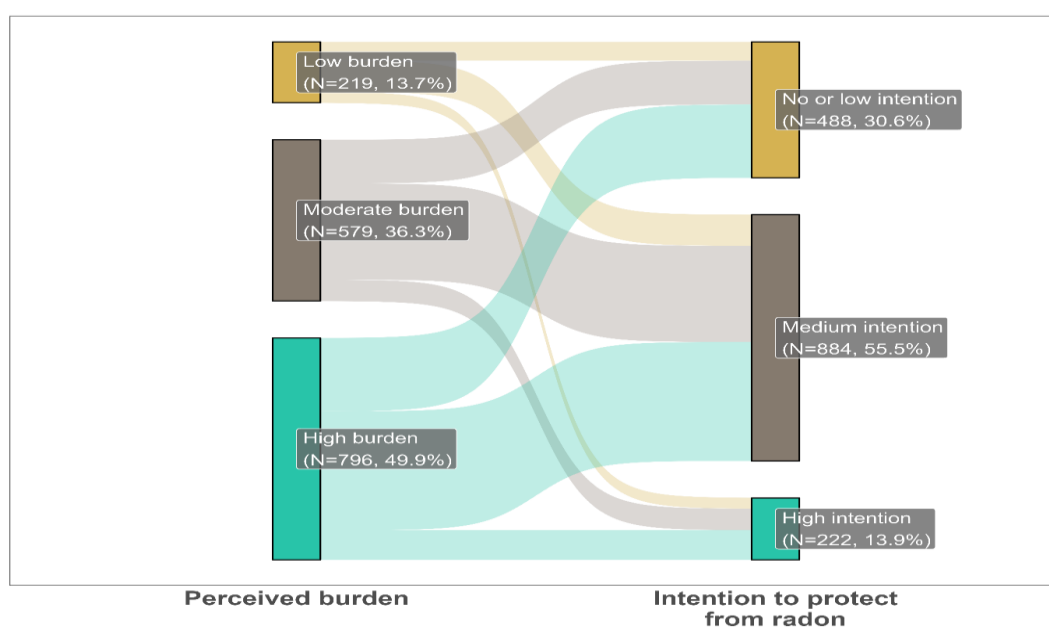 Low burden
(N=219, 13.7%)
Moderate burden
(N=579, 36.3%)
High burden
(N=796, 49.9%)
No or low intention
(N=488, 30.6%)
Medium intention
(N=884, 55.5%)
High intention
(N=222, 13.9%)
Perceived burden
Intention to protect
from radon